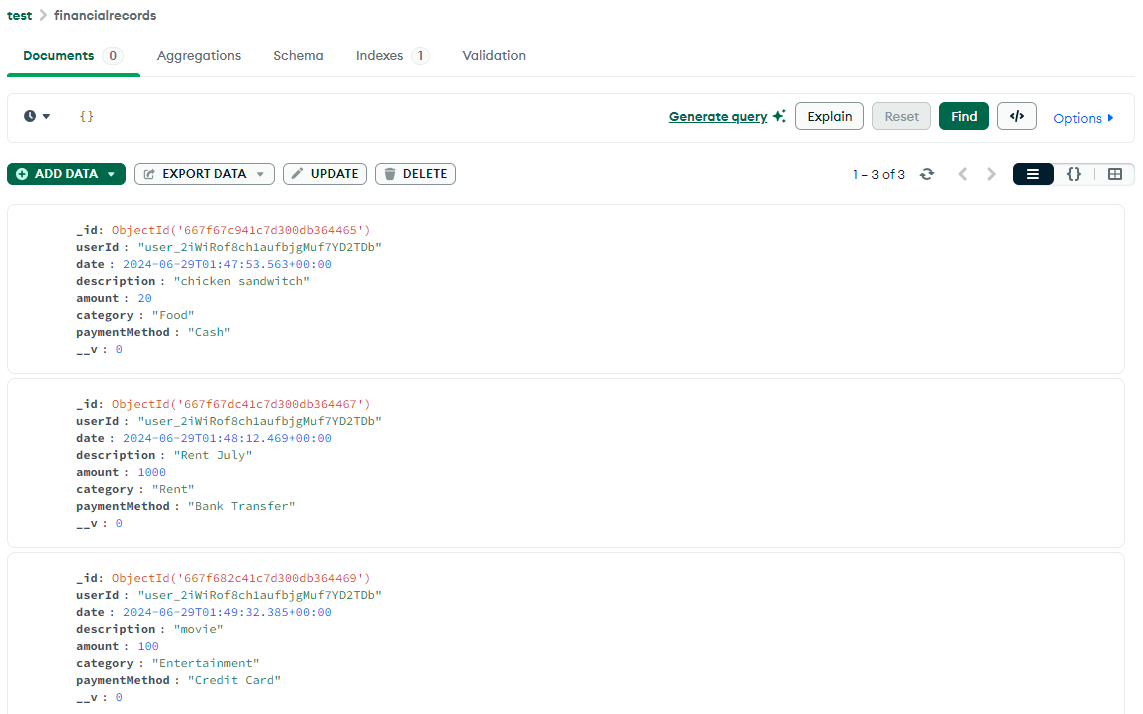 test > financialrecords
Documents 0 Aggregations Schema Indexes 1 Validation
{} Generate query Explain Reset Find </> Options
ADD DATA EXPORT DATA UPDATE DELETE 1 – 3 of 3 {}
_id: ObjectId('667f67c941c7d300db364465')
userId : "user_2iWiRof8ch1aufbjgMuf7YD2TDb"
date : 2024-06-29T01:47:53.563+00:00
description : "chicken sandwitch"
amount : 20
category : "Food"
paymentMethod : "Cash"
__v : 0
_id: ObjectId('667f67dc41c7d300db364467')
userId : "user_2iWiRof8ch1aufbjgMuf7YD2TDb"
date : 2024-06-29T01:48:12.469+00:00
description : "Rent July"
amount : 1000
category : "Rent"
paymentMethod : "Bank Transfer"
__v : 0
_id: ObjectId('667f682c41c7d300db364469')
userId : "user_2iWiRof8ch1aufbjgMuf7YD2TDb"
date : 2024-06-29T01:49:32.385+00:00
description : "movie"
amount : 100
category : "Entertainment"
paymentMethod : "Credit Card"
__v : 0